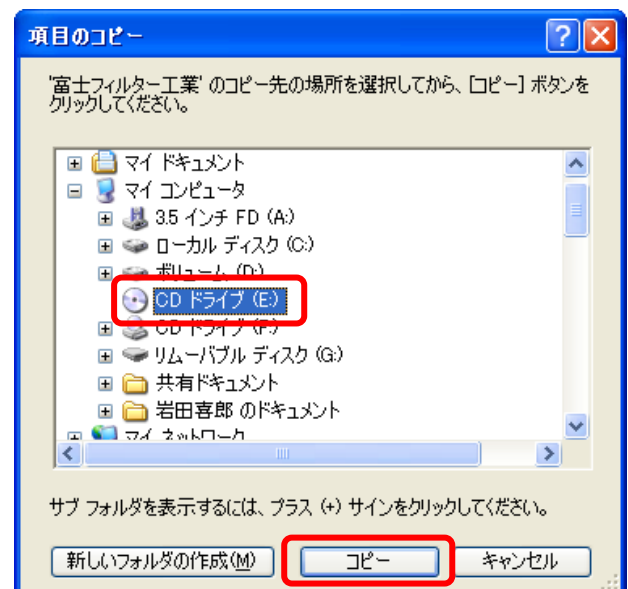 項目のコピー
'富士フィルター工業' のコピー先の場所を選択してから、[コピー] ボタンを
クリックしてください。
マイ ドキュメント
マイ コンピュータ
3.5 インチ FD (A:)
ローカル ディスク (C:)
ボリューム (D:)
CD ドライブ (E:)
CD ドライブ (F:)
リムーバブル ディスク (G:)
共有ドキュメント
岩田喜郎 のドキュメント
マイ ネットワーク
サブ フォルダを表示するには、プラス (+) サインをクリックしてください。
新しいフォルダの作成(M) コピー キャンセル